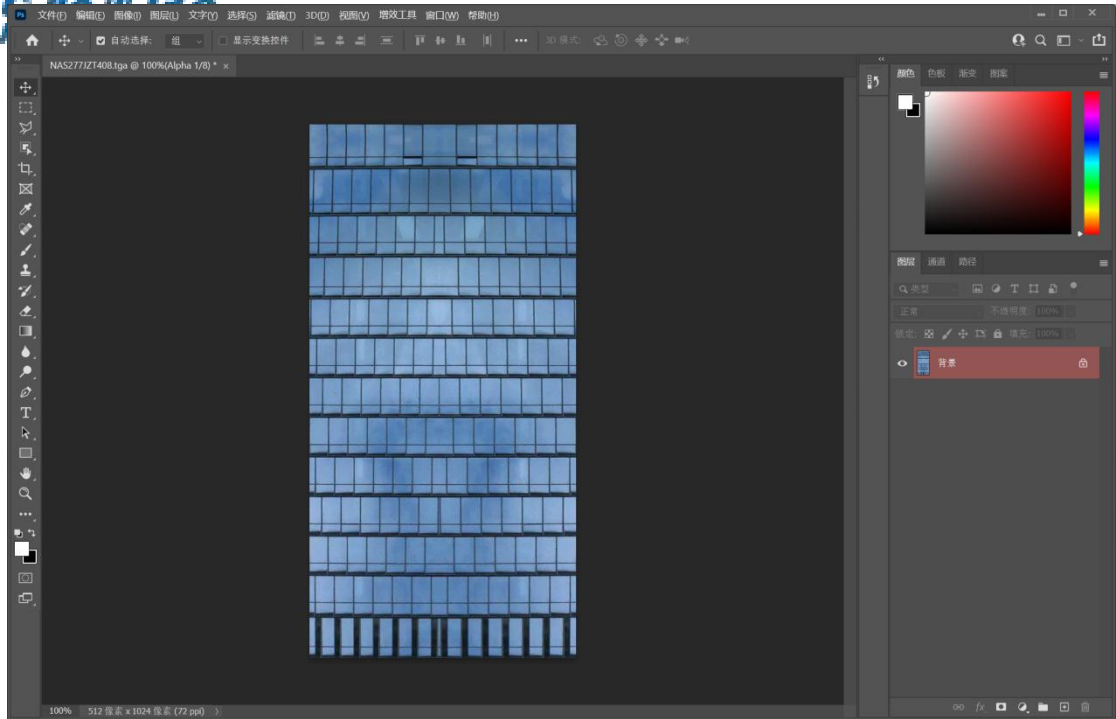 Ps 文件(F) 编辑(E) 图像(I) 图层(L) 文字(Y) 选择(S) 滤镜(T) 3D(D) 视图(V) 增效工具 窗口(W) 帮助(H)
自动选择: 组 显示变换控件 3D 模式:
NAS277JZT408.tga @ 100%(Alpha 1/8) * ×
颜色 色板 渐变 图案
图层 通道 路径
类型
正常 不透明度: 100%
锁定: 填充: 100%
背景
100% 512 像素 x 1024 像素 (72 ppi)
fx